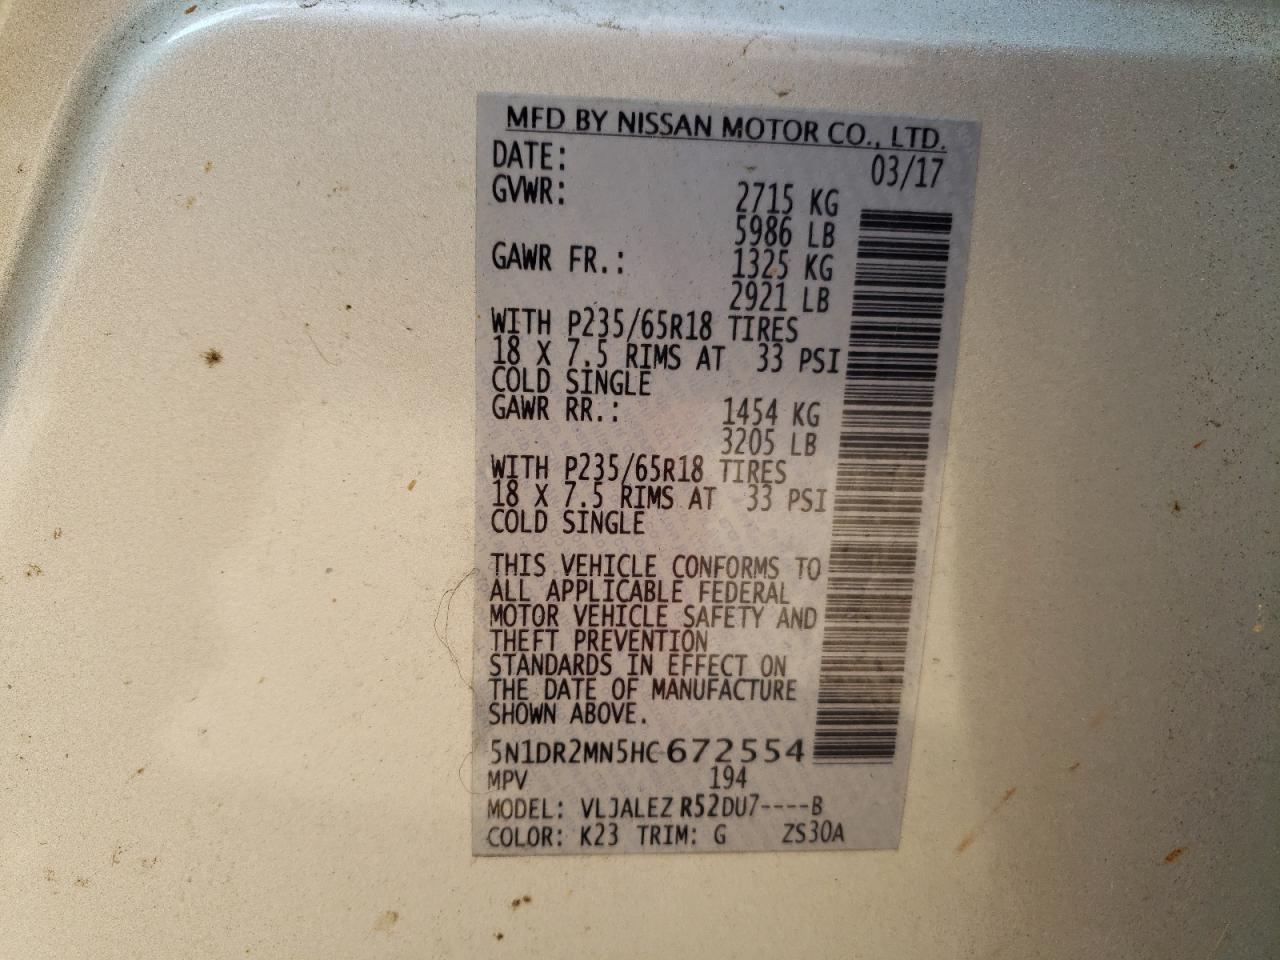 MFD BY NISSAN MOTOR CO., LTD.
DATE: 03/17
GVWR: 2715 KG
5986 LB
GAWR FR.: 1325 KG
2921 LB
WITH P235/65R18 TIRES
18 X 7.5 RIMS AT 33 PSI
COLD SINGLE
GAWR RR.: 1454 KG
3205 LB
WITH P235/65R18 TIRES
18 X 7.5 RIMS AT 33 PSI
COLD SINGLE
THIS VEHICLE CONFORMS TO
ALL APPLICABLE FEDERAL
MOTOR VEHICLE SAFETY AND
THEFT PREVENTION
STANDARDS IN EFFECT ON
THE DATE OF MANUFACTURE
SHOWN ABOVE.
5N1DR2MN5HC672554
MPV 194
MODEL: VLJALEZ R52DU7----B
COLOR: K23 TRIM: G ZS30A